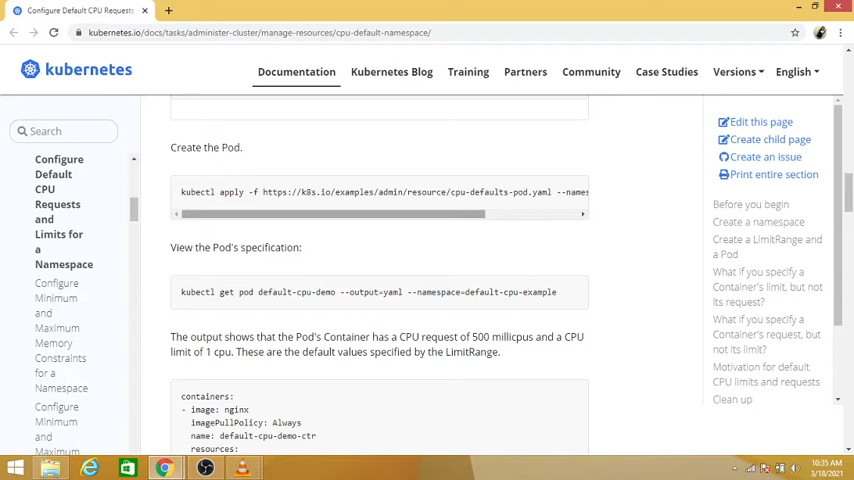 Configure Default CPU Requests
kubernetes.io/docs/tasks/administer-cluster/manage-resources/cpu-default-namespace/
kubernetes
Documentation
Kubernetes Blog
Training
Partners
Community
Case Studies
Versions
English
Search
Configure
Default
CPU
Requests
and
Limits for
a
Namespace
Configure
Minimum
and
Maximum
Memory
Constraints
for a
Namespace
Configure
Minimum
and
Maximum
Create the Pod.
kubectl apply -f https://k8s.io/examples/admin/resource/cpu-defaults-pod.yaml --names
View the Pod's specification:
kubectl get pod default-cpu-demo --output=yaml --namespace=default-cpu-example
The output shows that the Pod's Container has a CPU request of 500 millicpus and a CPU
limit of 1 cpu. These are the default values specified by the LimitRange.
containers:
- image: nginx
imagePullPolicy: Always
name: default-cpu-demo-ctr
resources:
Edit this page
Create child page
Create an issue
Print entire section
Before you begin
Create a namespace
Create a LimitRange and
a Pod
What if you specify a
Container's limit, but not
its request?
What if you specify a
Container's request, but
not its limit?
Motivation for default
CPU limits and requests
Clean up
10:35 AM
3/18/2021